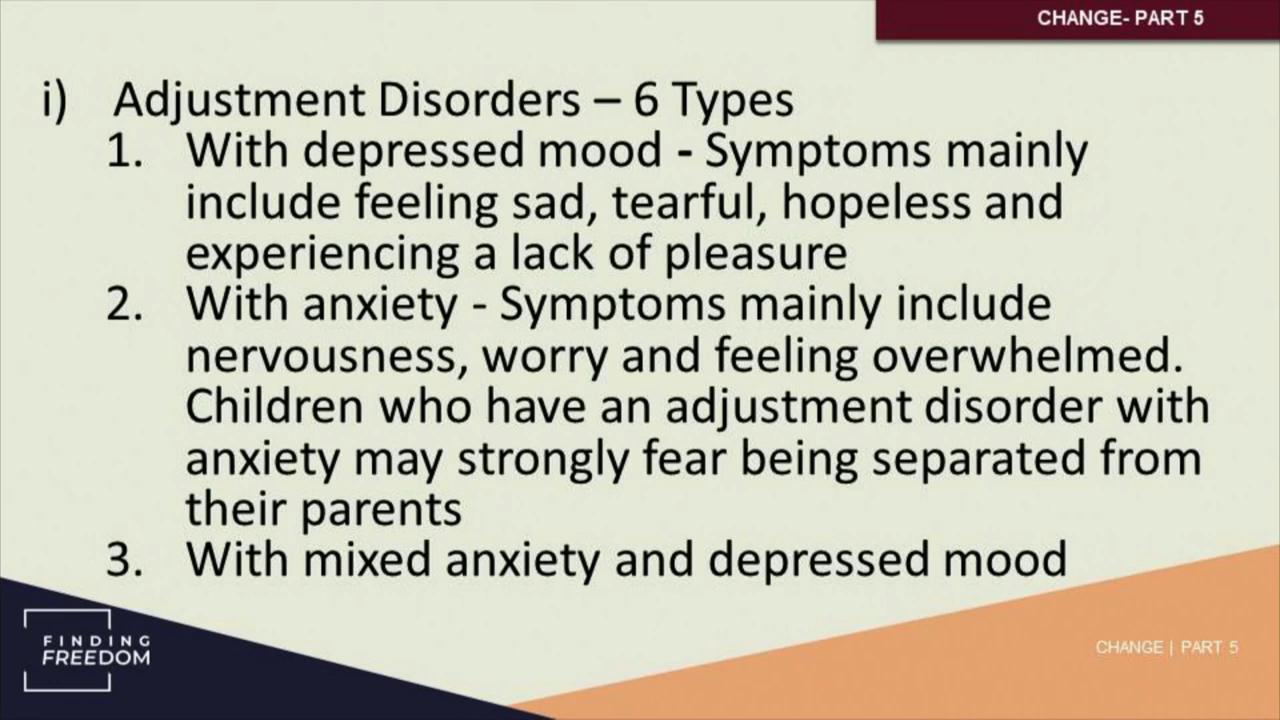 CHANGE- PART 5
i) Adjustment Disorders – 6 Types
1. With depressed mood - Symptoms mainly
include feeling sad, tearful, hopeless and
experiencing a lack of pleasure
2. With anxiety - Symptoms mainly include
nervousness, worry and feeling overwhelmed.
Children who have an adjustment disorder with
anxiety may strongly fear being separated from
their parents
3. With mixed anxiety and depressed mood
FINDING
FREEDOM
CHANGE | PART 5